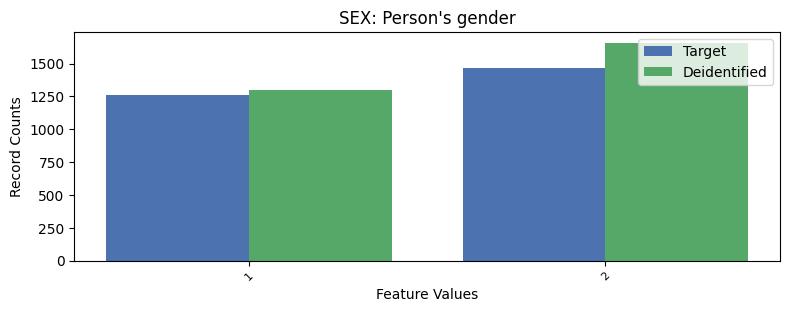 SEX: Person's gender
Target
Deidentified
Record Counts
1500
1250
1000
750
500
250
0
1
2
Feature Values